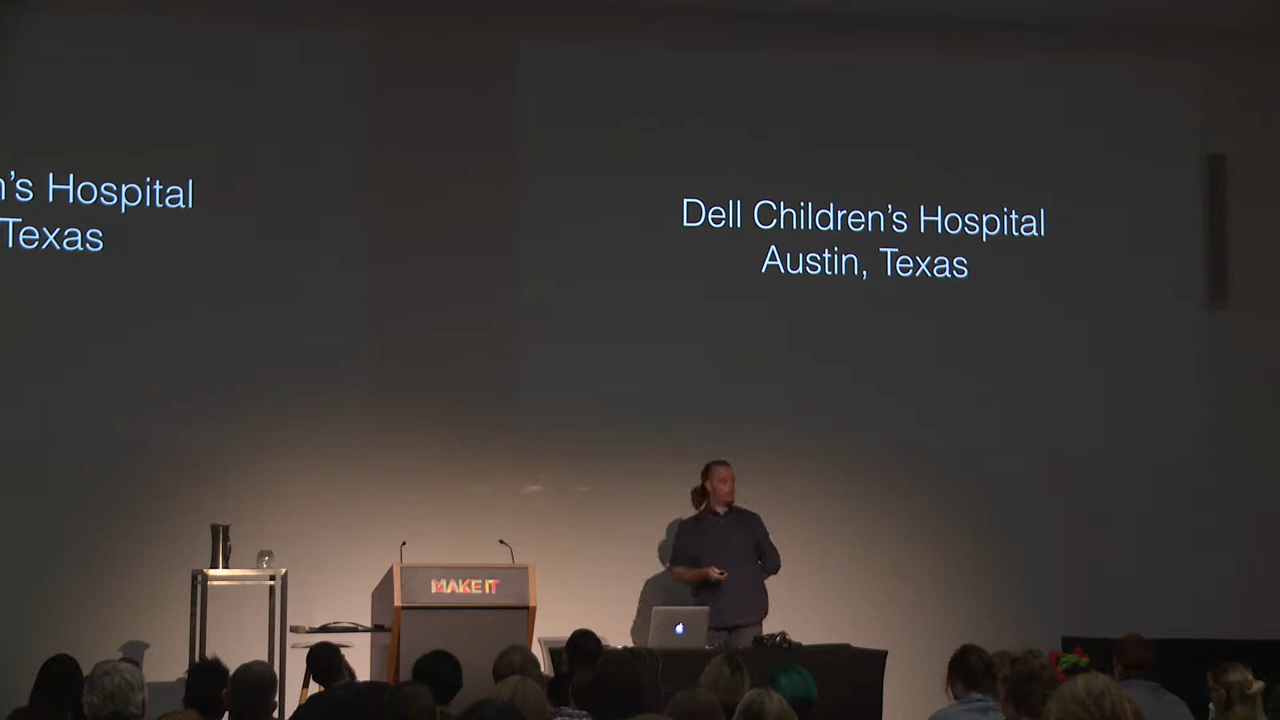 n's Hospital
Texas
Dell Children's Hospital
Austin, Texas
MAKE IT